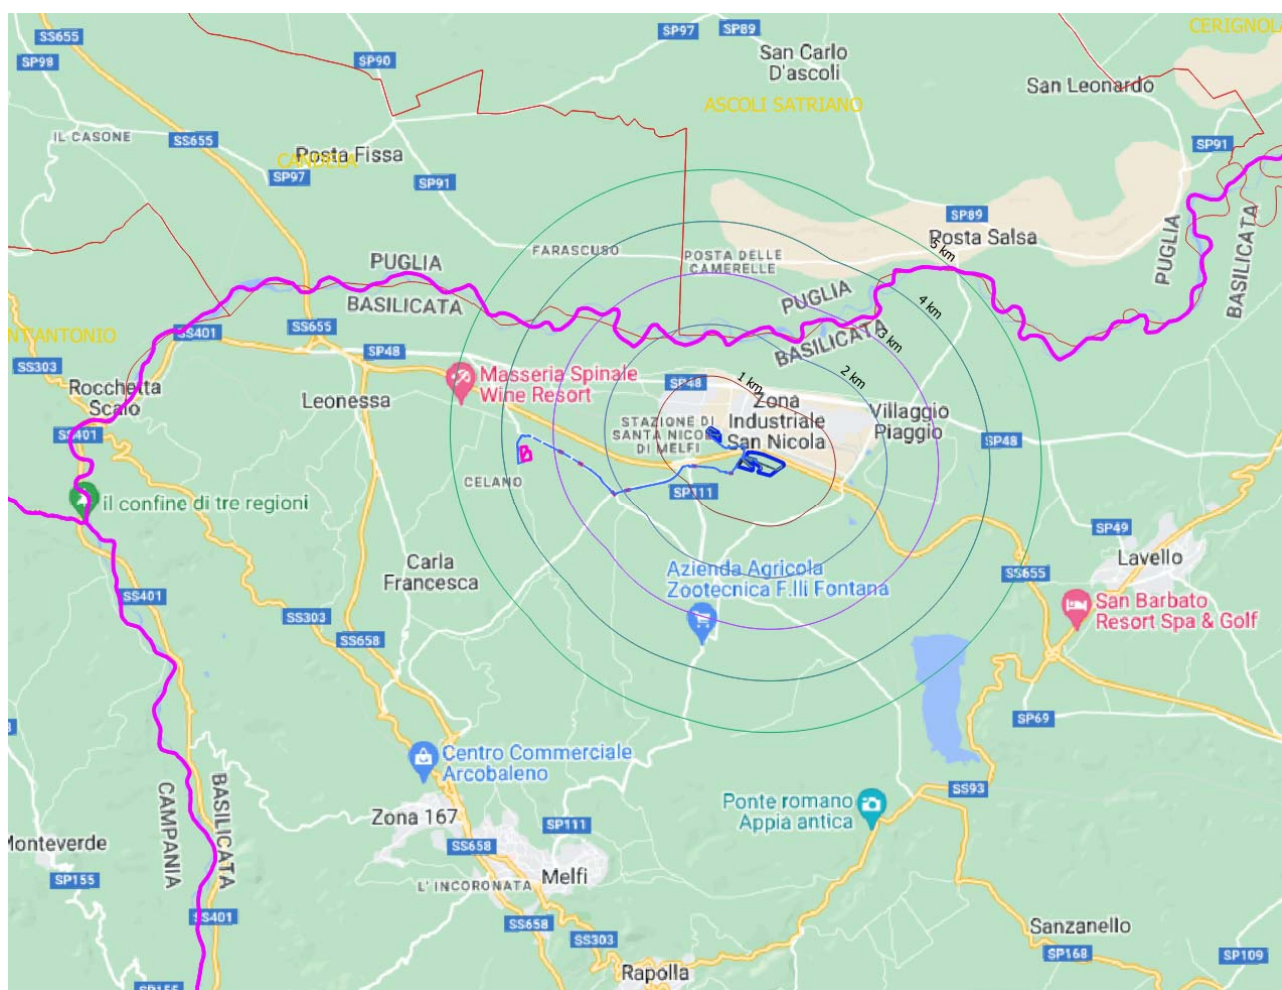 CERIGNOLA
SP97
SP89
SS655
San Carlo
D'ascoli
SP98
SP90
San Leonardo
ASCOLI SATRIANO
IL CASONE
SS655
Posta Fissa
CANDELA
SP91
SP97
SP91
SP89
Posta Salsa
5 km
PUGLIA
BASILICATA
FARASCUSO
POSTA DELLE
CAMERELLE
PUGLIA
BASILICATA
PUGLIA
BASILICATA
4 km
3 km
2 km
1 km
SS655
SS401
SP48
SS303
Masseria Spinale
Wine Resort
SP48
Rocchetta
Scalo
Leonessa
STAZIONE DI
SANTA NICOLA
DI MELFI
Zona
Industriale
San Nicola
Villaggio
Piaggio
SS401
SP48
CELANO
SP111
il confine di tre regioni
SP49
Lavello
Carla
Francesca
Azienda Agricola
Zootecnica F.lli Fontana
SS655
SS401
SS303
San Barbato
Resort Spa & Golf
SS658
SP69
Centro Commerciale
Arcobaleno
SS93
CAMPANIA
BASILICATA
Ponte romano
Appia antica
Zona 167
SP111
Monteverde
SS658
SP155
Melfi
L' INCORONATA
SS401
SS658
SS303
Sanzanello
SP168
SP109
Rapolla
SP155